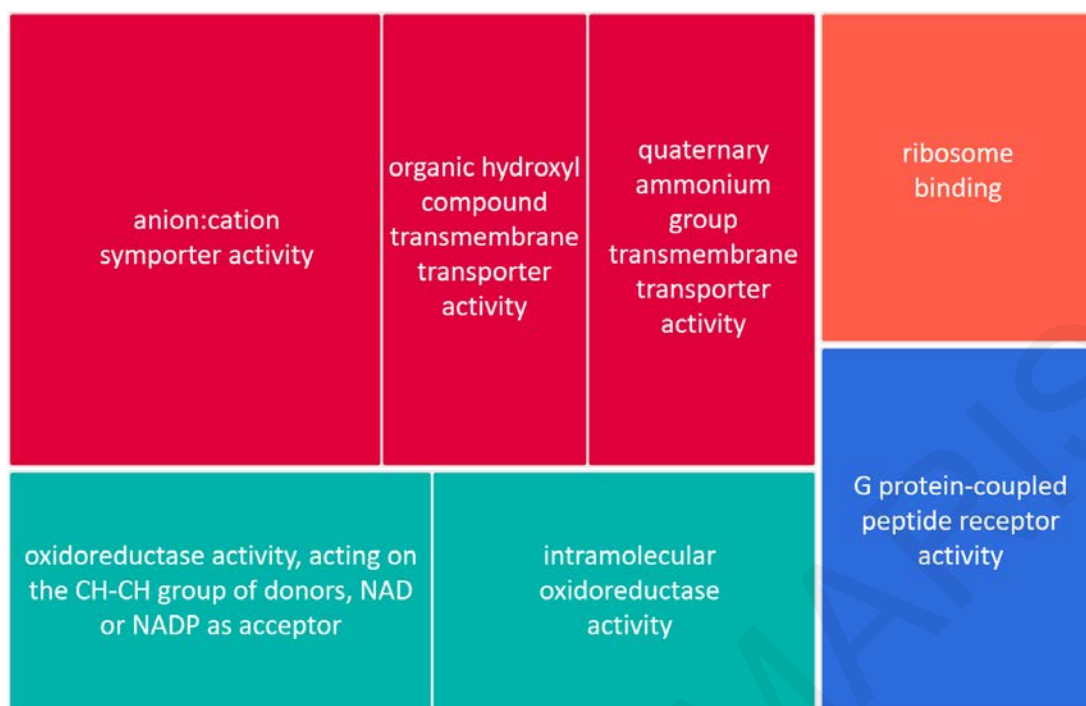 anion:cation
symporter activity
organic hydroxyl
compound
transmembrane
transporter
activity
quaternary
ammonium
group
transmembrane
transporter
activity
ribosome
binding
oxidoreductase activity, acting on
the CH-CH group of donors, NAD
or NADP as acceptor
intramolecular
oxidoreductase
activity
G protein-coupled
peptide receptor
activity
MARIS